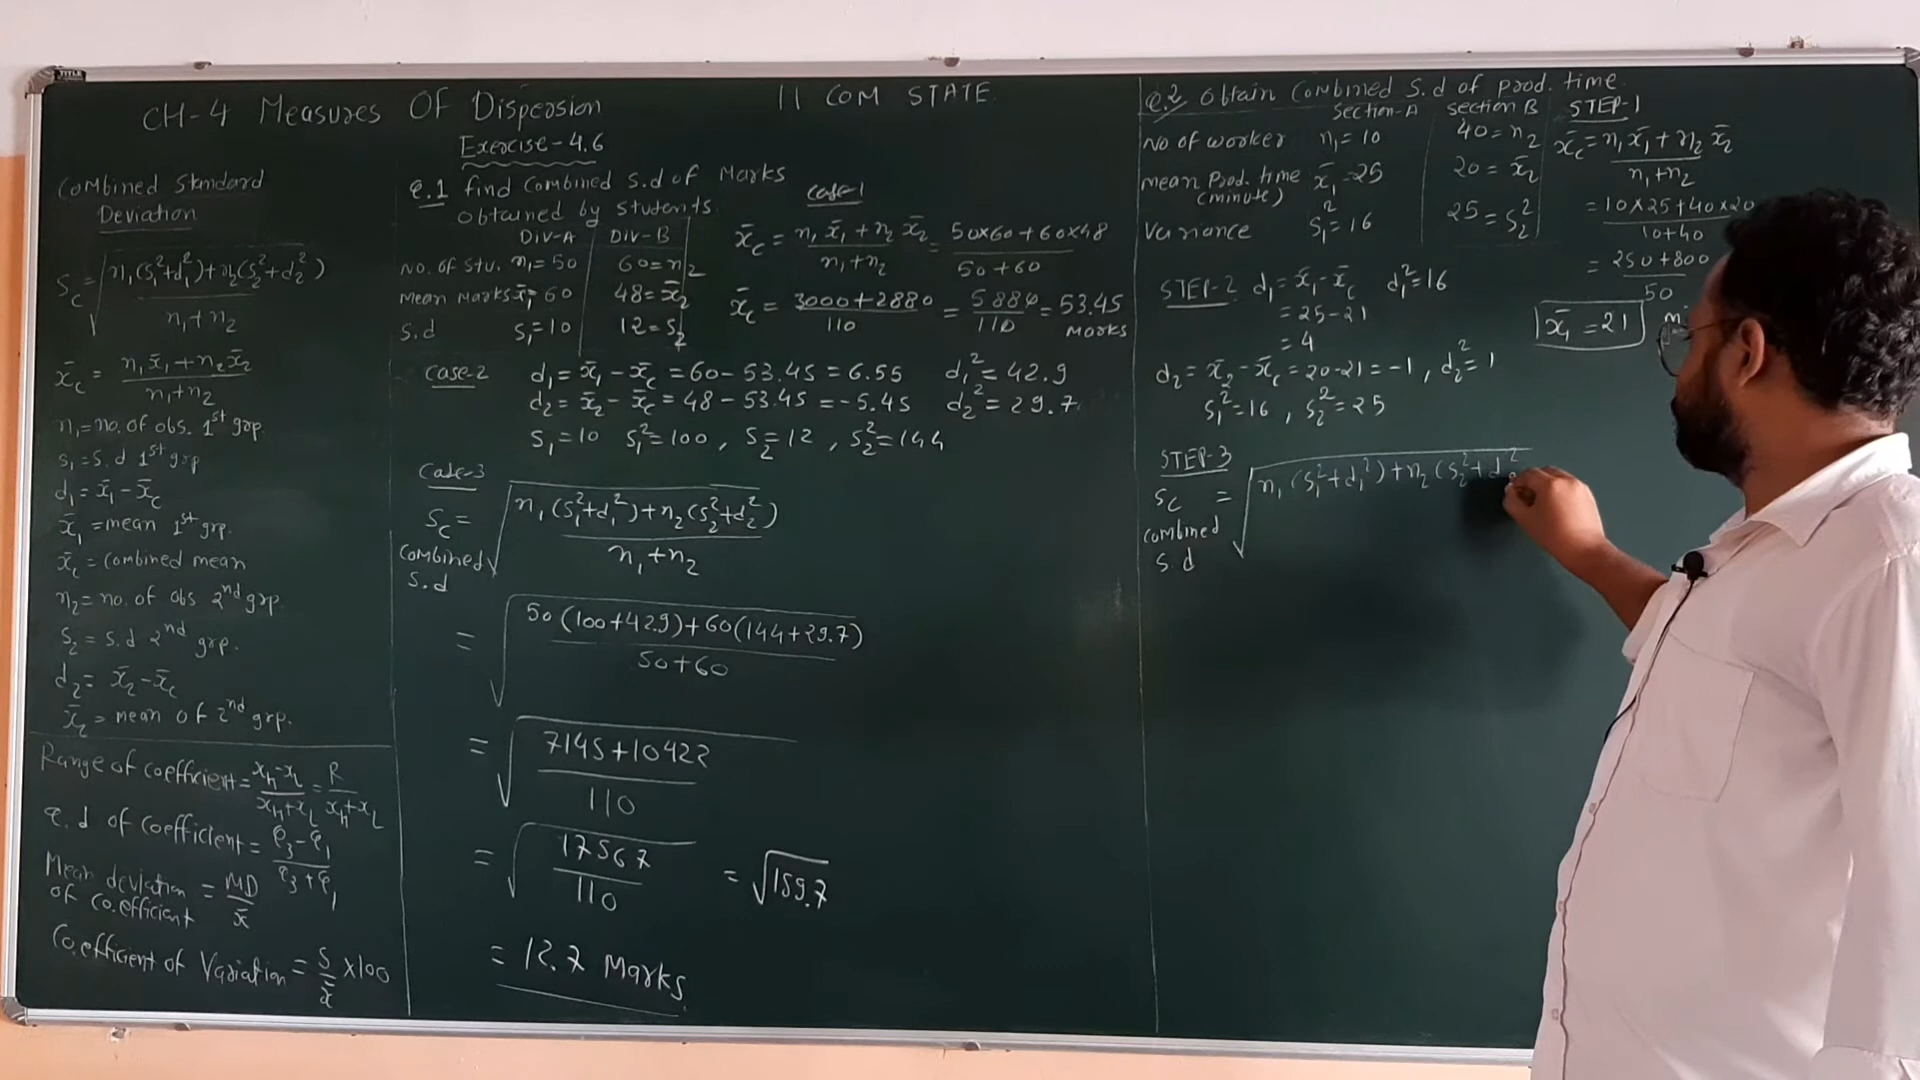 TITLE
CH-4 Measures Of Dispersion
11 COM STATE.
Exercise-4.6
Combined Standard
Deviation
Sc = √(n₁(s₁²+d₁²)+n₂(s₂²+d₂²) / n₁+n₂)
x̄c = n₁x̄₁+n₂x̄₂ / n₁+n₂
n₁=no. of obs. 1st grp.
s₁=s.d 1st grp
d₁=x̄₁-x̄c
x̄₁=mean 1st grp.
x̄c=combined mean
n₂=no. of obs 2nd grp.
s₂=s.d 2nd grp.
d₂=x̄₂-x̄c
x̄₂=mean of 2nd grp.
Range of coefficient = xH-xL / xH+xL = R / xH+xL
Q.d of coefficient = Q₃-Q₁ / Q₃+Q₁
Mean deviation of co.efficient = MD / x̄
Co.efficient of Variation = S / x̄ ×100
Q.1 find combined s.d of Marks
obtained by students.
Div-A Div-B
No. of stu. n₁=50 60=n₂
Mean Marks x̄₁=60 48=x̄₂
S.d s₁=10 12=s₂
case-1
x̄c = n₁x̄₁+n₂x̄₂ / n₁+n₂ = 50×60+60×48 / 50+60
x̄c = 3000+2880 / 110 = 5880 / 110 = 53.45 marks
case-2 d₁=x̄₁-x̄c=60-53.45=6.55 d₁²=42.9
d₂=x̄₂-x̄c=48-53.45=-5.45 d₂²=29.7
s₁=10 s₁²=100, s₂=12, s₂²=144
case-3
Sc = √(n₁(s₁²+d₁²)+n₂(s₂²+d₂²) / n₁+n₂)
combined
s.d
= √(50(100+42.9)+60(144+29.7) / 50+60)
= √(7145+10422 / 110)
= √(17567 / 110) = √159.7
= 12.7 Marks
Q.2 Obtain Combined s.d of prod. time.
Section-A Section B
No of worker n₁=10 40=n₂
mean Prod. time x̄₁=25 20=x̄₂
(minute)
Variance s₁²=16 25=s₂²
STEP-1
x̄c=n₁x̄₁+n₂x̄₂ / n₁+n₂
= 10×25+40×20 / 10+40
= 250+800 / 50
x̄₁=21
STEP-2 d₁=x̄₁-x̄c d₁²=16
=25-21
=4
d₂=x̄₂-x̄c=20-21=-1, d₂²=1
s₁²=16, s₂²=25
STEP-3
Sc = √n₁(s₁²+d₁²)+n₂(s₂²+d²
combined
s.d